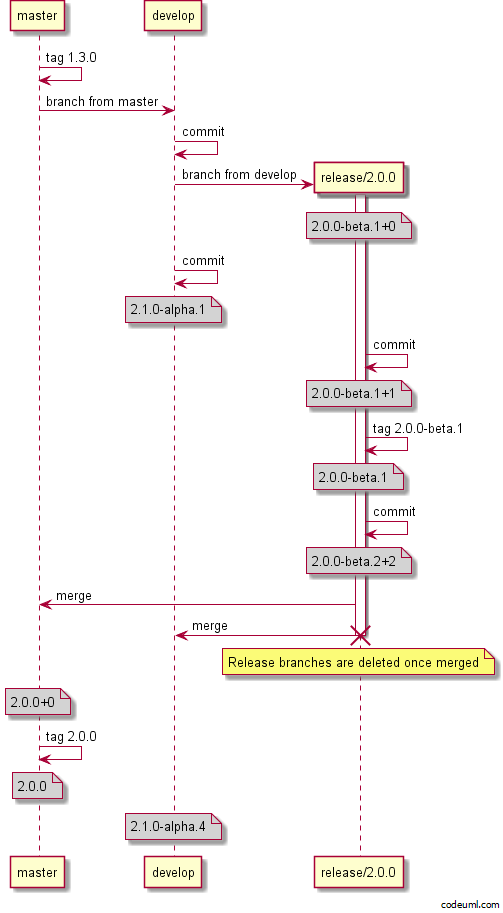 master
develop
tag 1.3.0
branch from master
commit
branch from develop
release/2.0.0
2.0.0-beta.1+0
commit
2.1.0-alpha.1
commit
2.0.0-beta.1+1
tag 2.0.0-beta.1
2.0.0-beta.1
commit
2.0.0-beta.2+2
merge
merge
Release branches are deleted once merged
2.0.0+0
tag 2.0.0
2.0.0
2.1.0-alpha.4
master
develop
release/2.0.0
codeuml.com